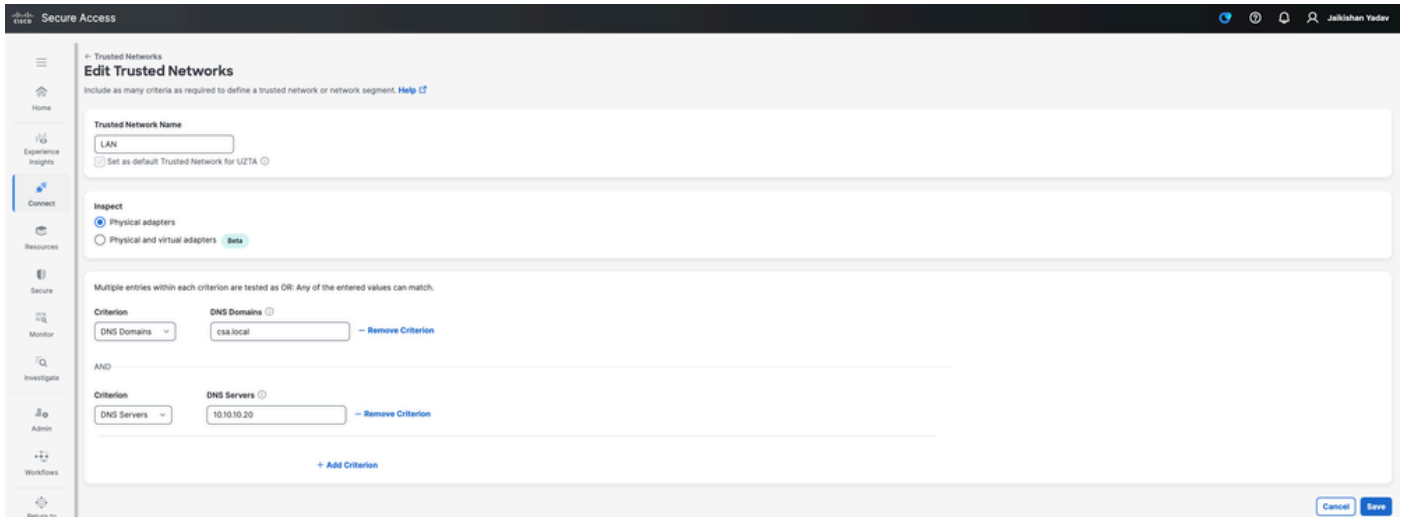 CISCO Secure Access
Jaikishan Yadav
← Trusted Networks
Edit Trusted Networks
Include as many criteria as required to define a trusted network or network segment. Help
Home
Experience
Insights
Connect
Resources
Secure
Monitor
Investigate
Admin
Workflows
Return to
Trusted Network Name
LAN
Set as default Trusted Network for UZTA
Inspect
Physical adapters
Physical and virtual adapters Beta
Multiple entries within each criterion are tested as OR: Any of the entered values can match.
Criterion DNS Domains
DNS Domains csa.local − Remove Criterion
AND
Criterion DNS Servers
DNS Servers 10.10.10.20 − Remove Criterion
+ Add Criterion
Cancel Save